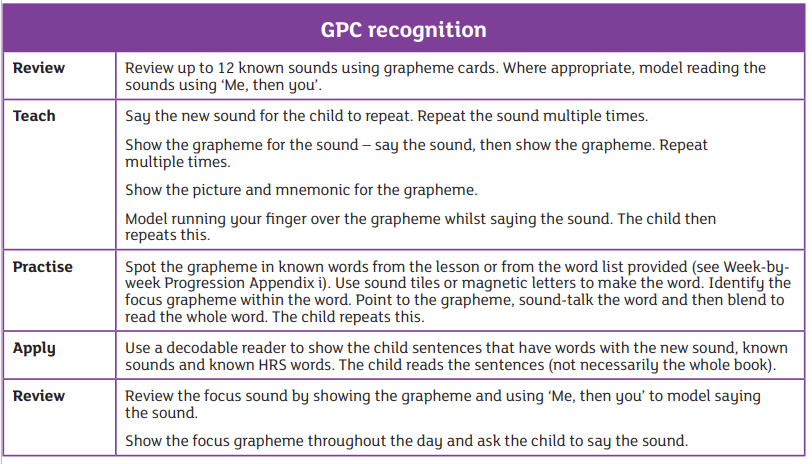 GPC recognition
Review
Review up to 12 known sounds using grapheme cards. Where appropriate, model reading the
sounds using ‘Me, then you’.
Teach
Say the new sound for the child to repeat. Repeat the sound multiple times.
Show the grapheme for the sound – say the sound, then show the grapheme. Repeat
multiple times.
Show the picture and mnemonic for the grapheme.
Model running your finger over the grapheme whilst saying the sound. The child then
repeats this.
Practise
Spot the grapheme in known words from the lesson or from the word list provided (see Week-by-
week Progression Appendix i). Use sound tiles or magnetic letters to make the word. Identify the
focus grapheme within the word. Point to the grapheme, sound-talk the word and then blend to
read the whole word. The child repeats this.
Apply
Use a decodable reader to show the child sentences that have words with the new sound, known
sounds and known HRS words. The child reads the sentences (not necessarily the whole book).
Review
Review the focus sound by showing the grapheme and using ‘Me, then you’ to model saying
the sound.
Show the focus grapheme throughout the day and ask the child to say the sound.